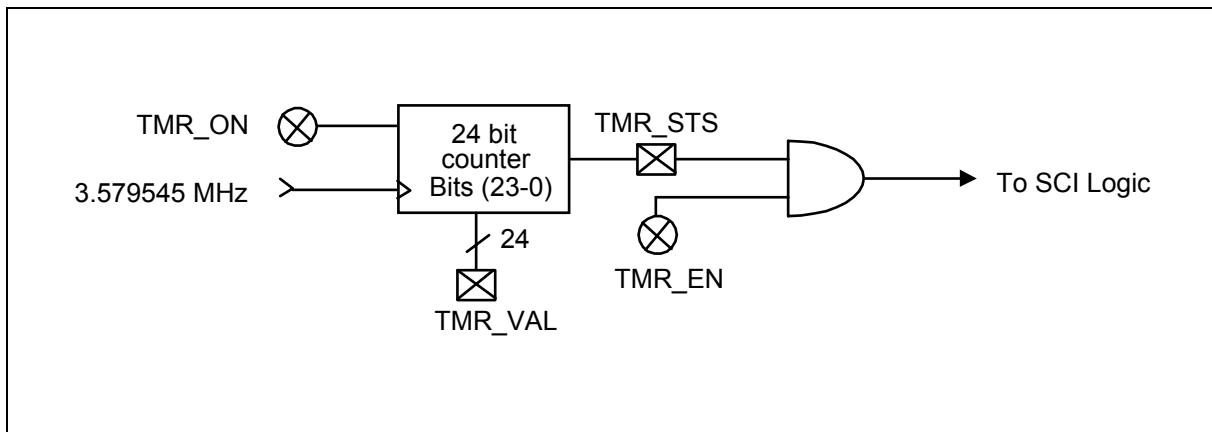 TMR_ON
3.579545 MHz
24 bit
counter
Bits (23-0)
24
TMR_VAL
TMR_STS
TMR_EN
To SCI Logic